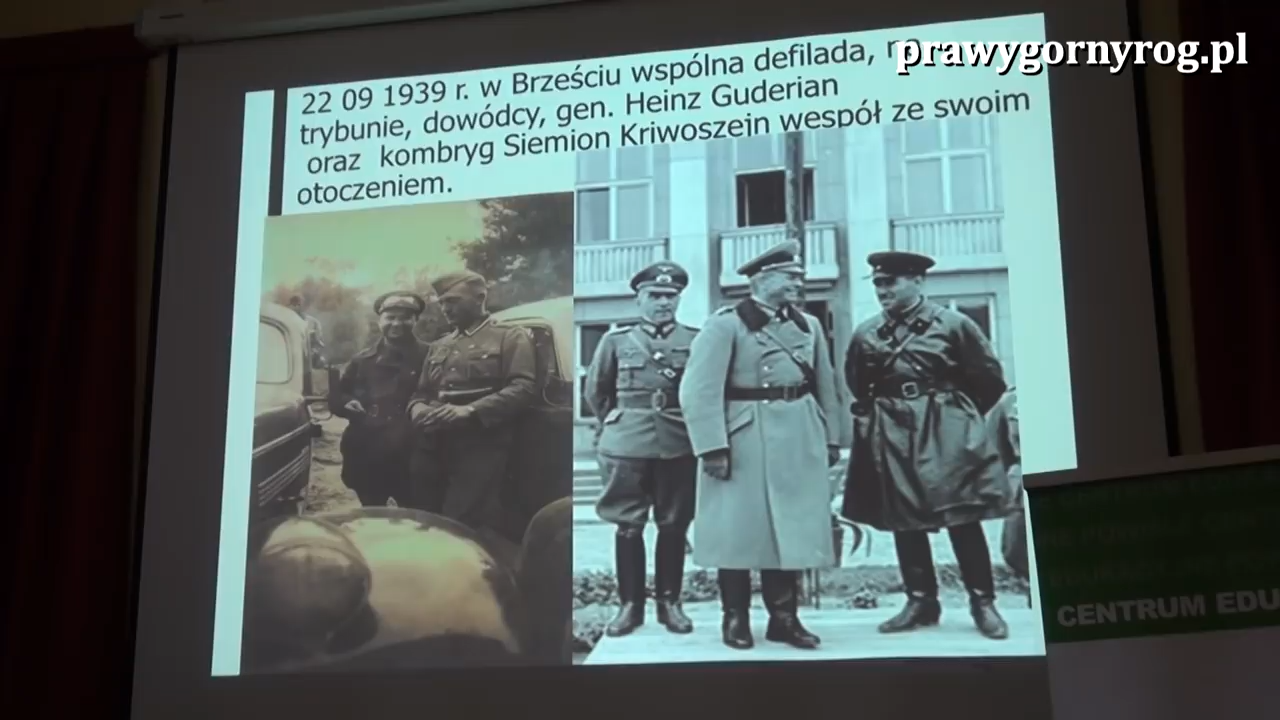 prawygornyrog.pl
22 09 1939 r. w Brześciu wspólna defilada, na
trybunie, dowódcy, gen. Heinz Guderian
oraz kombryg Siemion Kriwoszein wespół ze swoim
otoczeniem.
CENTRUM EDU